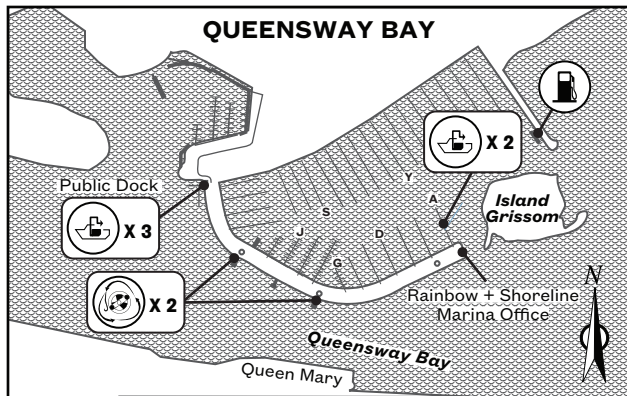 QUEENSWAY BAY
X 2
Public Dock
Y
Island
Grissom
A
S
X 3
J
D
G
X 2
Rainbow + Shoreline
Marina Office
N
Queensway Bay
Queen Mary